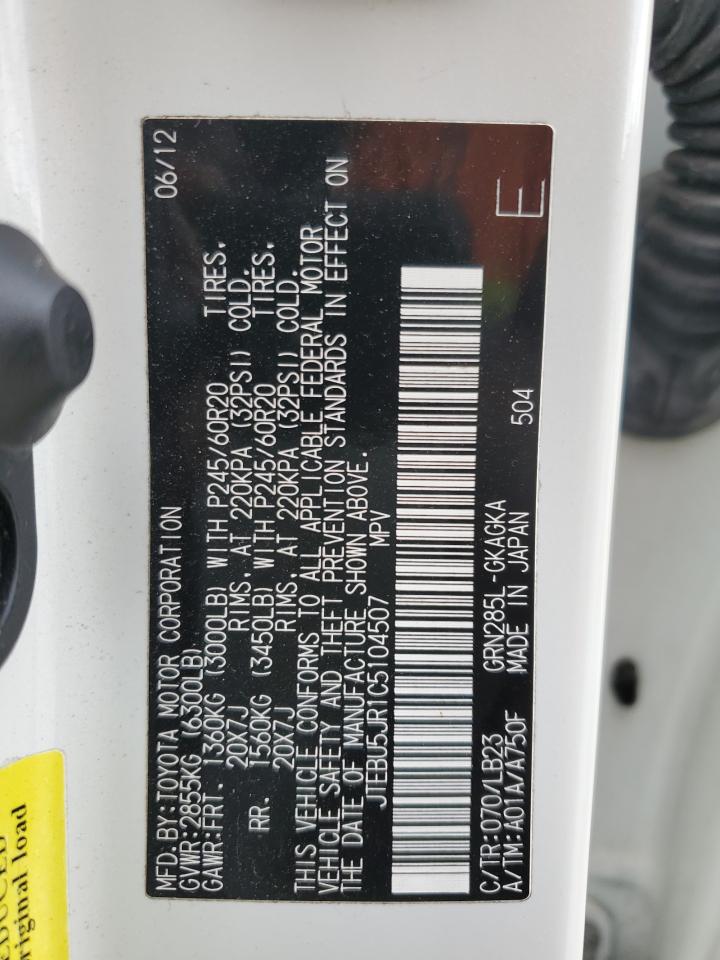 MFD.BY:TOYOTA MOTOR CORPORATION 06/12
GVWR:2855KG (6300LB)
GAWR:FRT. 1360KG (3000LB) WITH P245/60R20 TIRES.
20X7J RIMS, AT 220KPA (32PSI) COLD.
RR. 1560KG (3450LB) WITH P245/60R20 TIRES.
20X7J RIMS, AT 220KPA (32PSI) COLD.
THIS VEHICLE CONFORMS TO ALL APPLICABLE FEDERAL MOTOR
VEHICLE SAFETY AND THEFT PREVENTION STANDARDS IN EFFECT ON
THE DATE OF MANUFACTURE SHOWN ABOVE.
JTEBU5JR1C5104507 MPV
C/TR:070/LB23 GRN285L -GKAGKA
A/TM:A01A/A750F MADE IN JAPAN 504
E
riginal load